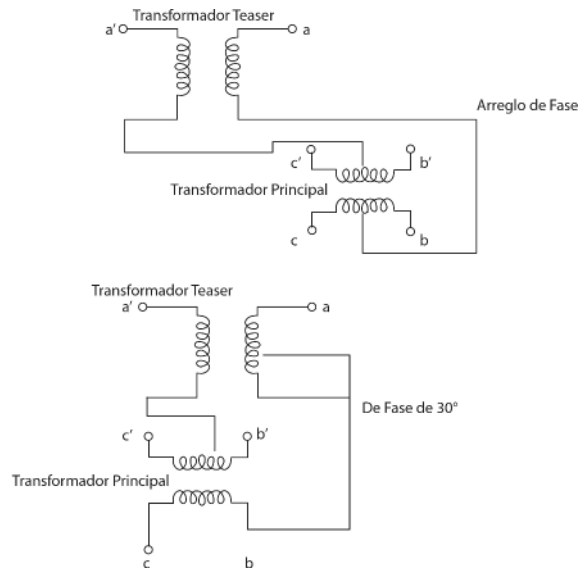 Transformador Teaser
a' a
Arreglo de Fase
c' b'
Transformador Principal
c b
Transformador Teaser
a' a
De Fase de 30°
c' b'
Transformador Principal
c b